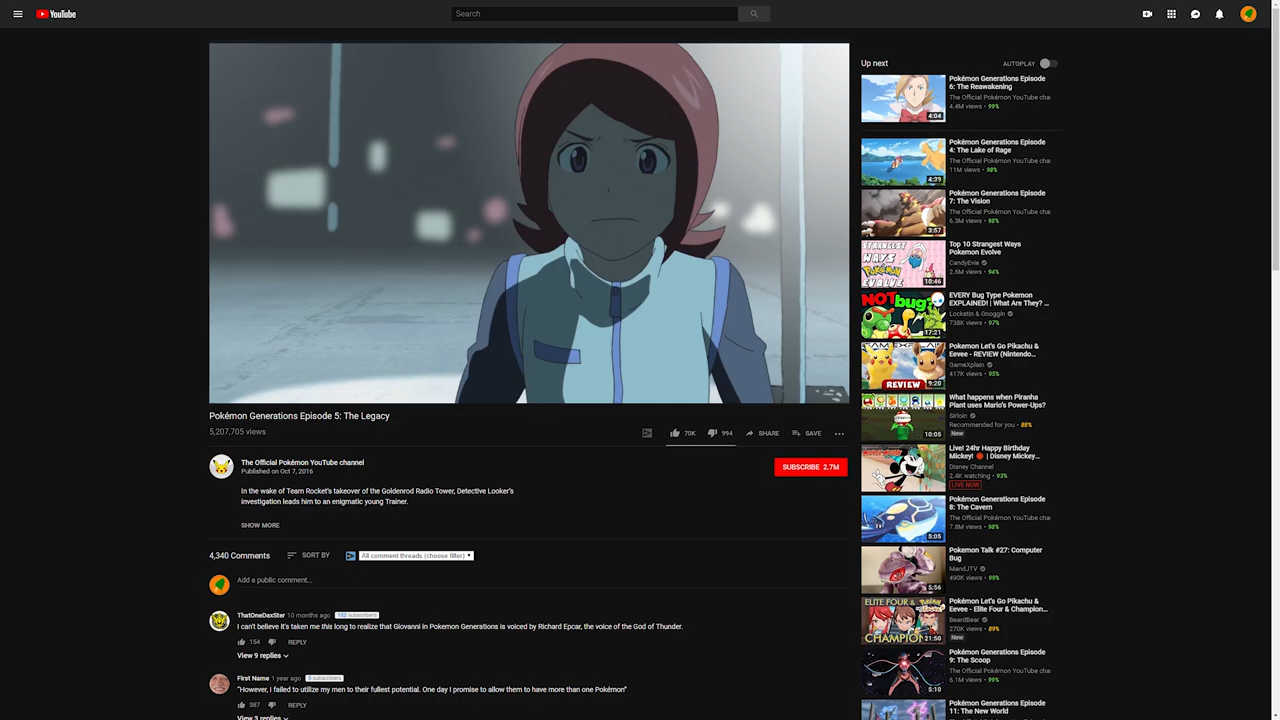 YouTube
Search
Up next
AUTOPLAY
Pokémon Generations Episode
6: The Reawakening
The Official Pokémon YouTube cha
4.4M views • 99%
4:04
Pokémon Generations Episode
4: The Lake of Rage
The Official Pokémon YouTube cha
11M views • 98%
4:39
Pokémon Generations Episode
7: The Vision
The Official Pokémon YouTube cha
6.3M views • 98%
3:57
Top 10 Strangest Ways
Pokemon Evolve
CandyEvie
2.6M views • 94%
STRANGEST
WAYS
POKÉMON
EVOLVE
10:46
EVERY Bug Type Pokemon
EXPLAINED! | What Are They? ...
Lockstin & Gnoggin
738K views • 97%
NOT bug?
17:21
Pokemon Let's Go Pikachu &
Eevee - REVIEW (Nintendo...
GameXplain
417K views • 95%
REVIEW
9:20
What happens when Piranha
Plant uses Mario's Power-Ups?
Sirloin
Recommended for you • 88%
New
10:05
Live! 24hr Happy Birthday
Mickey! | Disney Mickey...
Disney Channel
2.4K watching • 93%
LIVE NOW
Pokémon Generations Episode
8: The Cavern
The Official Pokémon YouTube cha
7.8M views • 98%
5:05
Pokemon Talk #27: Computer
Bug
MandJTV
490K views • 99%
5:56
Pokémon Let's Go Pikachu &
Eevee - Elite Four & Champion...
BeardBear
270K views • 89%
New
ELITE FOUR &
CHAMPION
21:50
Pokémon Generations Episode
9: The Scoop
The Official Pokémon YouTube cha
6.1M views • 99%
5:10
Pokémon Generations Episode
11: The New World
Pokémon Generations Episode 5: The Legacy
5,207,705 views
70K 994 SHARE SAVE
The Official Pokémon YouTube channel
Published on Oct 7, 2016
SUBSCRIBE 2.7M
In the wake of Team Rocket's takeover of the Goldenrod Radio Tower, Detective Looker's
investigation leads him to an enigmatic young Trainer.
SHOW MORE
4,340 Comments SORT BY All comment threads (choose filter)
Add a public comment...
ThatOneDaxStar 10 months ago subscribers
I can't believe it's taken me this long to realize that Giovanni in Pokemon Generations is voiced by Richard Epcar, the voice of the God of Thunder.
154 REPLY
View 9 replies
First Name 1 year ago subscribers
"However, I failed to utilize my men to their fullest potential. One day I promise to allow them to have more than one Pokémon"
387 REPLY
View 3 replies